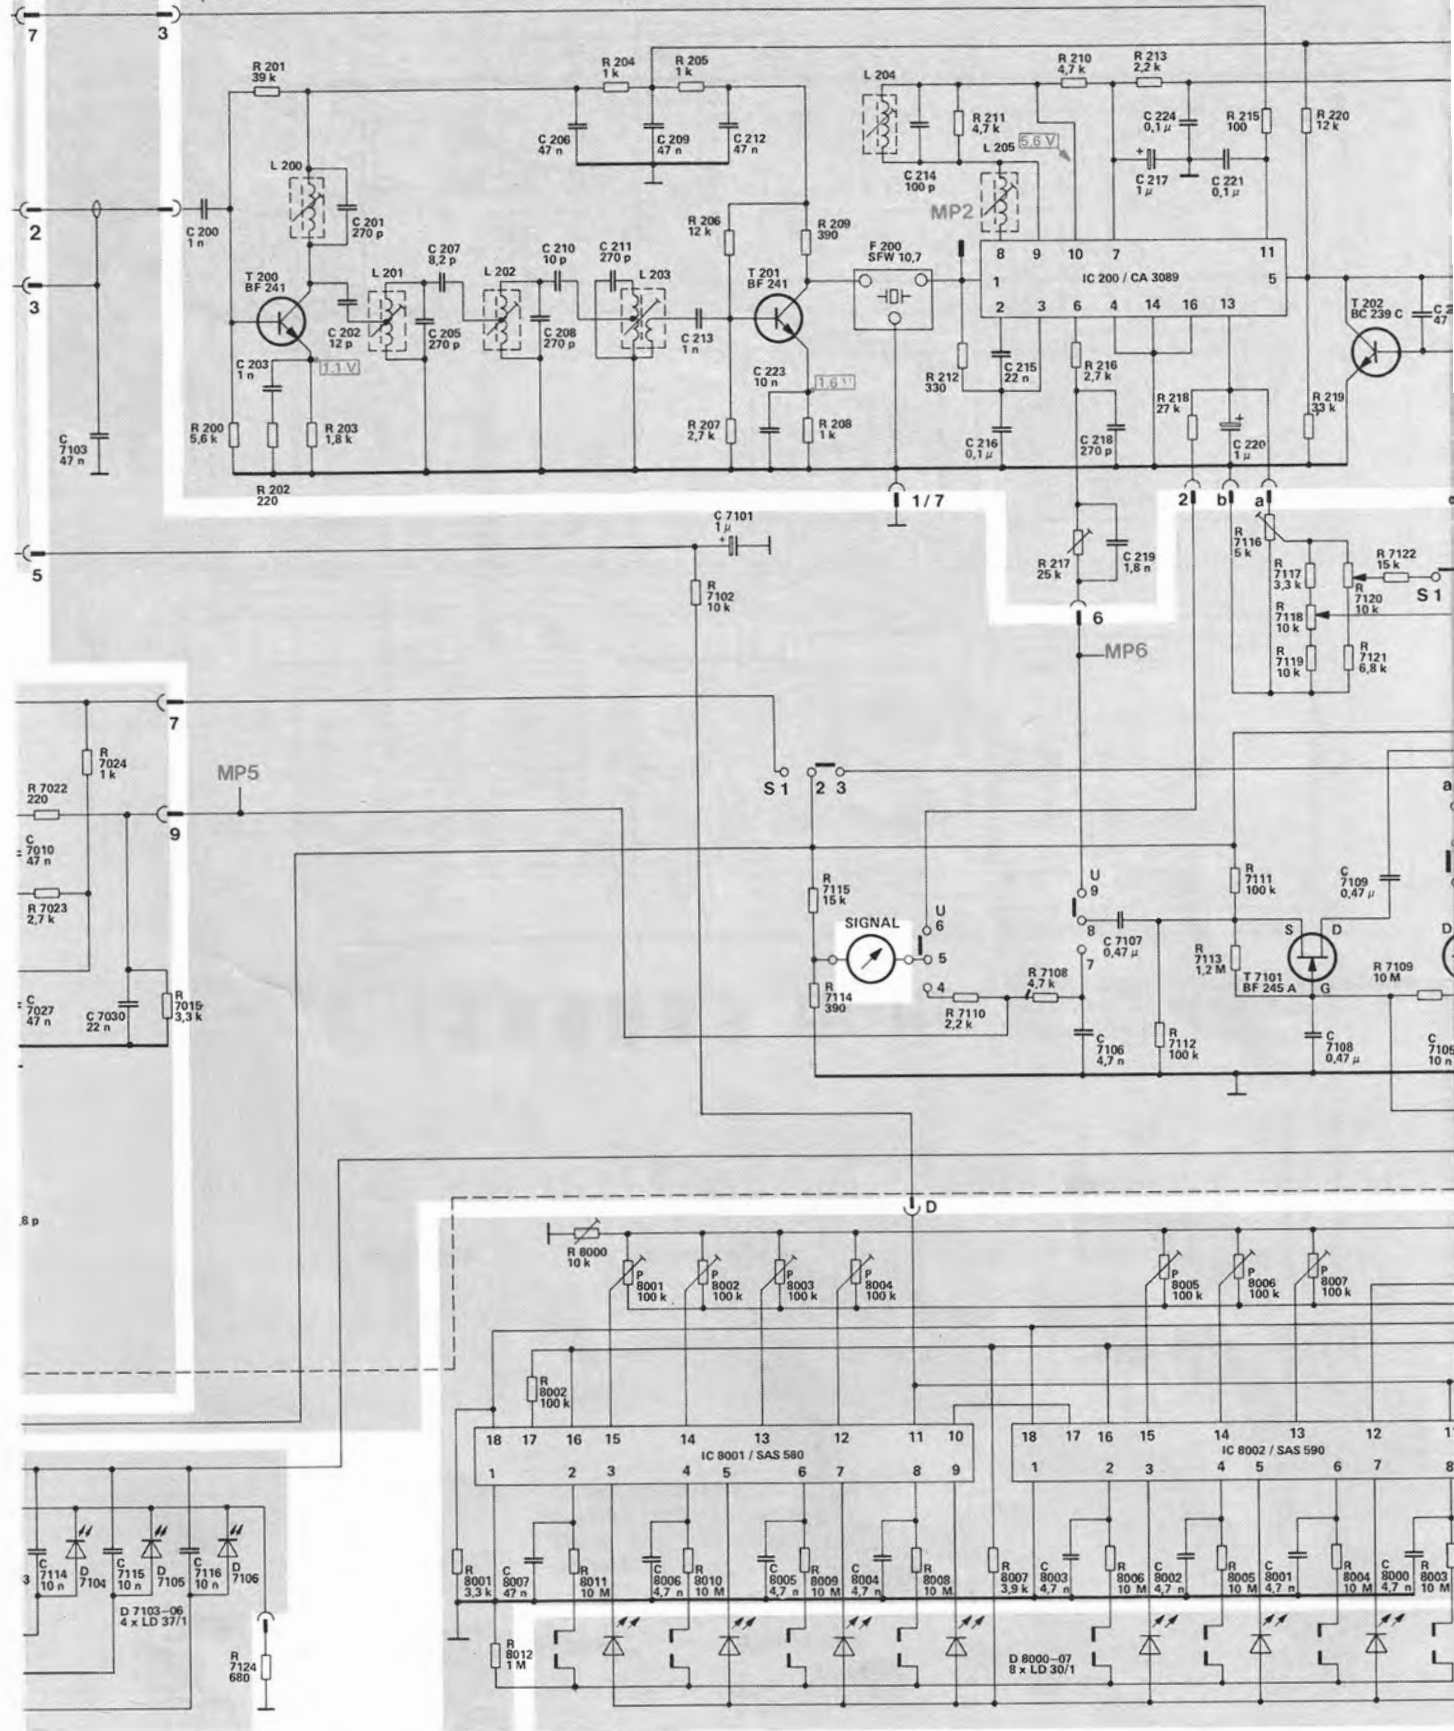 7
3
R 201
39 k
R 204
1 k
R 205
1 k
L 204
R 210
4,7 k
R 213
2,2 k
C 206
47 n
C 209
47 n
C 212
47 n
R 211
4,7 k
5,6 V
C 224
0,1 µ
R 215
100
R 220
12 k
L 200
L 205
C 214
100 p
C 217
1 µ
C 221
0,1 µ
2
C 200
1 n
C 201
270 p
R 206
12 k
R 209
390
MP2
3
T 200
BF 241
C 207
8,2 p
C 210
10 p
C 211
270 p
L 201
L 202
L 203
T 201
BF 241
F 200
SFW 10,7
8
9
10
7
11
1
IC 200 / CA 3089
5
2
3
6
4
14
16
13
T 202
BC 239 C
C 202
12 p
C 205
270 p
C 208
270 p
C 213
1 n
C 203
1 n
1,1 V
C 223
10 n
R 212
330
C 215
22 n
R 216
2,7 k
R 218
27 k
R 219
33 k
C
7103
47 n
R 200
5,6 k
R 203
1,8 k
R 207
2,7 k
R 208
1 k
C 216
0,1 µ
C 218
270 p
C 220
1 µ
R 202
220
1 / 7
2
b
a
5
C 7101
1 µ
R
7102
10 k
R 217
25 k
C 219
1,8 n
R
7116
5 k
R
7117
3,3 k
R 7122
15 k
R
7120
10 k
S 1
R
7118
10 k
R
7119
10 k
R
7121
6,8 k
6
MP6
7
R
7024
1 k
MP5
S 1
2
3
R 7022
220
9
a
C
7010
47 n
R 7023
2,7 k
R
7115
15 k
SIGNAL
U
6
5
4
U
9
8
7
R
7111
100 k
C
7109
0,47 µ
C 7107
0,47 µ
S
D
D
R
7113
1,2 M
T 7101
BF 245 A
G
R 7109
10 M
C
7027
47 n
C 7030
22 n
R
7015
3,3 k
R
7114
390
R 7108
4,7 k
R 7110
2,2 k
C
7106
4,7 n
R
7112
100 k
C
7108
0,47 µ
C
7105
10 n
D
R 8000
10 k
P
8001
100 k
P
8002
100 k
P
8003
100 k
P
8004
100 k
P
8005
100 k
P
8006
100 k
P
8007
100 k
R
8002
100 k
18
17
16
15
14
13
12
11
10
IC 8001 / SAS 580
1
2
3
4
5
6
7
8
9
18
17
16
15
14
13
12
IC 8002 / SAS 590
1
2
3
4
5
6
7
8
C
7114
10 n
D
7104
C
7115
10 n
D
7105
C
7116
10 n
D
7106
D 7103–06
4 x LD 37/1
R
7124
680
R
8001
3,3 k
C
8007
47 n
R
8011
10 M
C
8006
4,7 n
R
8010
10 M
C
8005
4,7 n
R
8009
10 M
C
8004
4,7 n
R
8008
10 M
R
8007
3,9 k
C
8003
4,7 n
R
8006
10 M
C
8002
4,7 n
R
8005
10 M
C
8001
4,7 n
R
8004
10 M
C
8000
4,7 n
R
8003
10 M
R
8012
1 M
D 8000–07
8 x LD 30/1